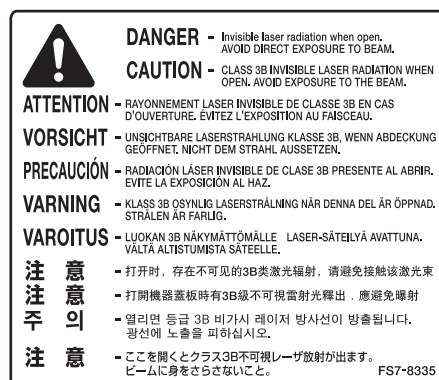 DANGER - Invisible laser radiation when open.
AVOID DIRECT EXPOSURE TO BEAM.
CAUTION - CLASS 3B INVISIBLE LASER RADIATION WHEN
OPEN. AVOID EXPOSURE TO THE BEAM.
ATTENTION - RAYONNEMENT LASER INVISIBLE DE CLASSE 3B EN CAS
D'OUVERTURE. ÉVITEZ L'EXPOSITION AU FAISCEAU.
VORSICHT - UNSICHTBARE LASERSTRAHLUNG KLASSE 3B, WENN ABDECKUNG
GEÖFFNET. NICHT DEM STRAHL AUSSETZEN.
PRECAUCIÓN - RADIACIÓN LÁSER INVISIBLE DE CLASE 3B PRESENTE AL ABRIR.
EVITE LA EXPOSICIÓN AL HAZ.
VARNING - KLASS 3B OSYNLIG LASERSTRÅLNING NÄR DENNA DEL ÄR ÖPPNAD.
STRÅLEN ÄR FARLIG.
VAROITUS - LUOKAN 3B NÄKYMÄTTÖMÄLLE LASER-SÄTEILYÄ AVATTUNA.
VÄLTÄ ALTISTUMISTA SÄTEELLE.
注 意 - 打开时，存在不可见的3B类激光辐射，请避免接触该激光束
注 意 - 打開機器蓋板時有3B級不可視雷射光釋出．應避免曝射
주 의 - 열리면 등급 3B 비가시 레이저 방사선이 방출됩니다.
광선에 노출을 피하십시오.
注 意 - ここを開くとクラス3B不可視レーザ放射が出ます。
ビームに身をさらさないこと。
FS7-8335